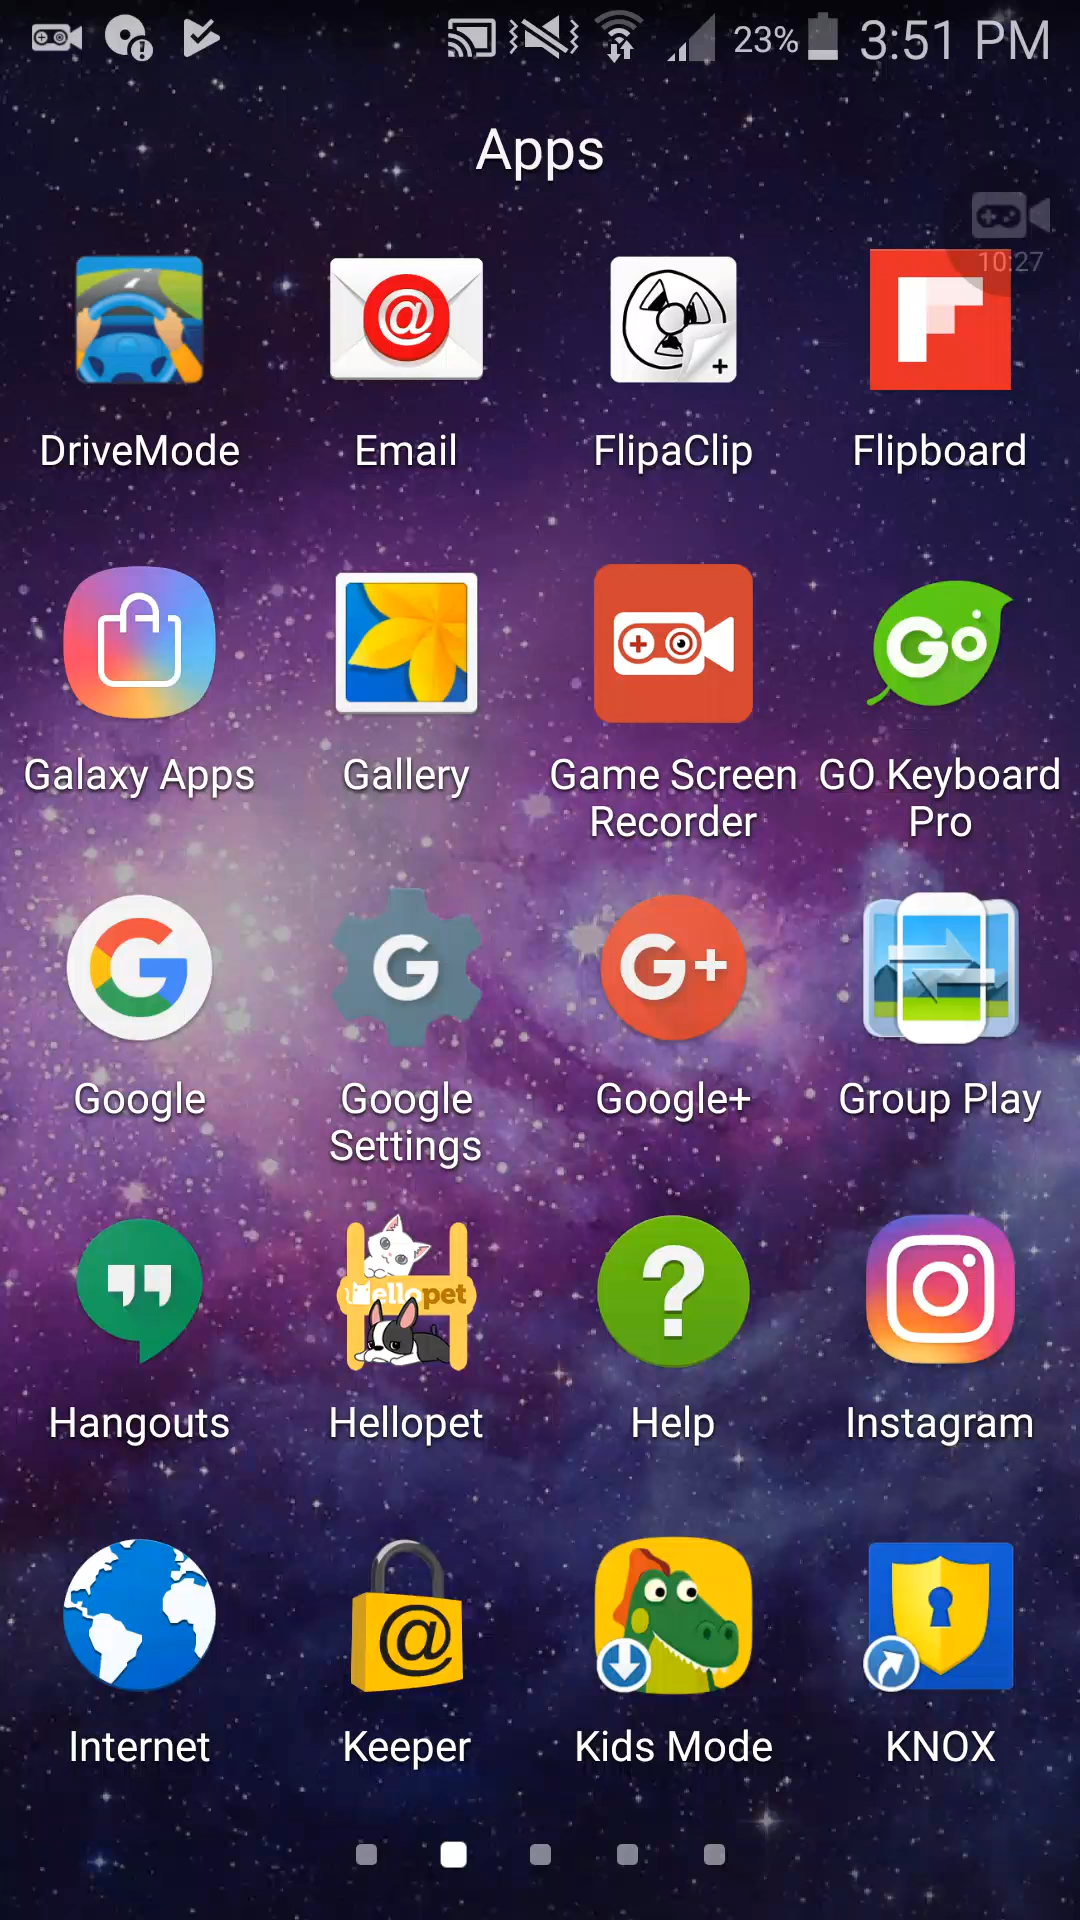 23% 3:51 PM
Apps
10:27
DriveMode Email FlipaClip Flipboard
Galaxy Apps Gallery Game Screen Recorder GO Keyboard Pro
Google Google Settings Google+ Group Play
Hellopet
Hangouts Hellopet Help Instagram
Internet Keeper Kids Mode KNOX